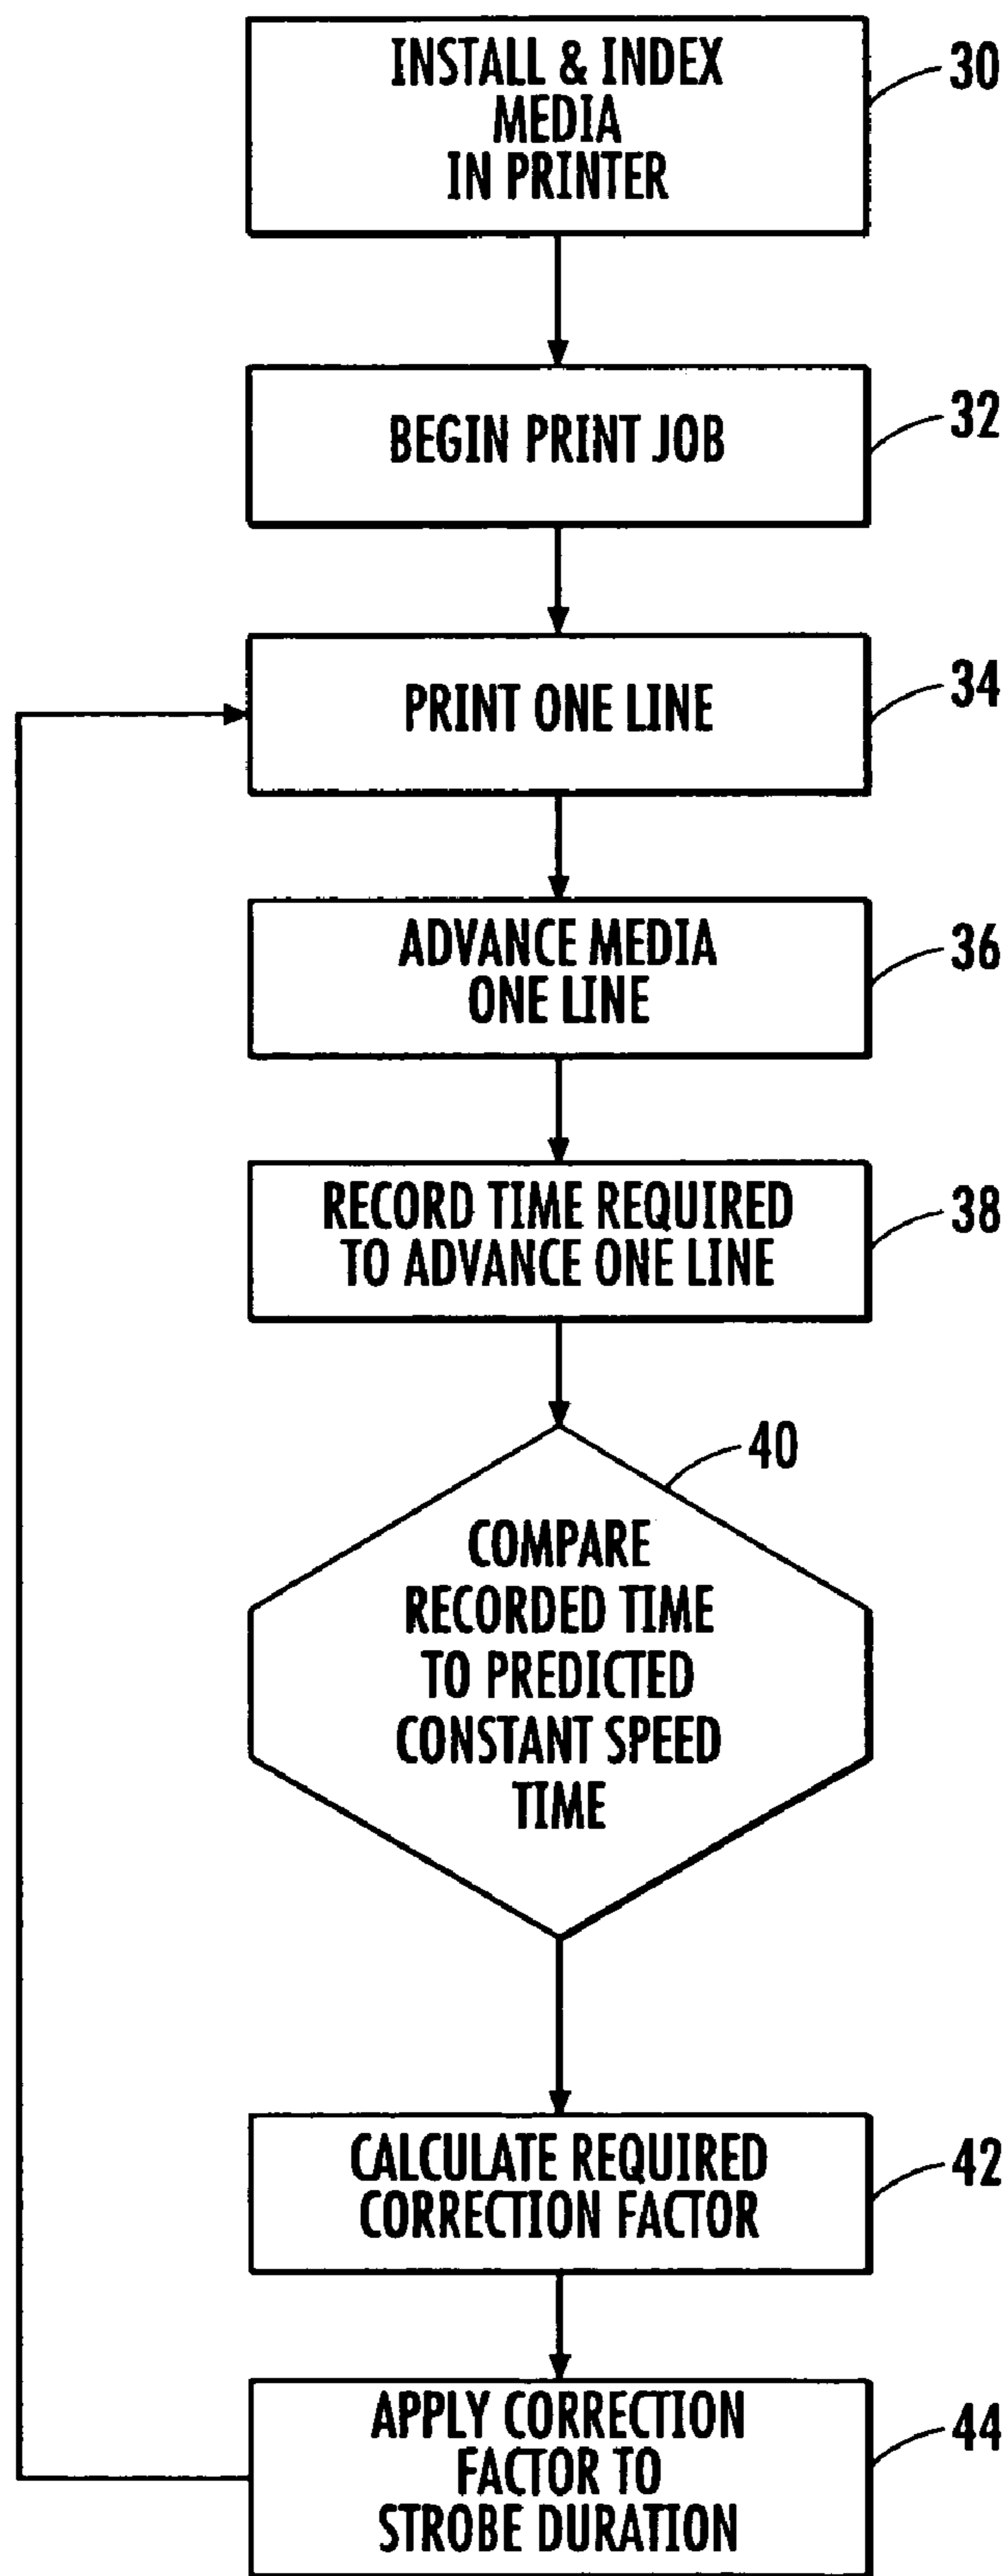 INSTALL & INDEX
MEDIA
IN PRINTER
30
BEGIN PRINT JOB
32
PRINT ONE LINE
34
ADVANCE MEDIA
ONE LINE
36
RECORD TIME REQUIRED
TO ADVANCE ONE LINE
38
40
COMPARE
RECORDED TIME
TO PREDICTED
CONSTANT SPEED
TIME
CALCULATE REQUIRED
CORRECTION FACTOR
42
APPLY CORRECTION
FACTOR TO
STROBE DURATION
44